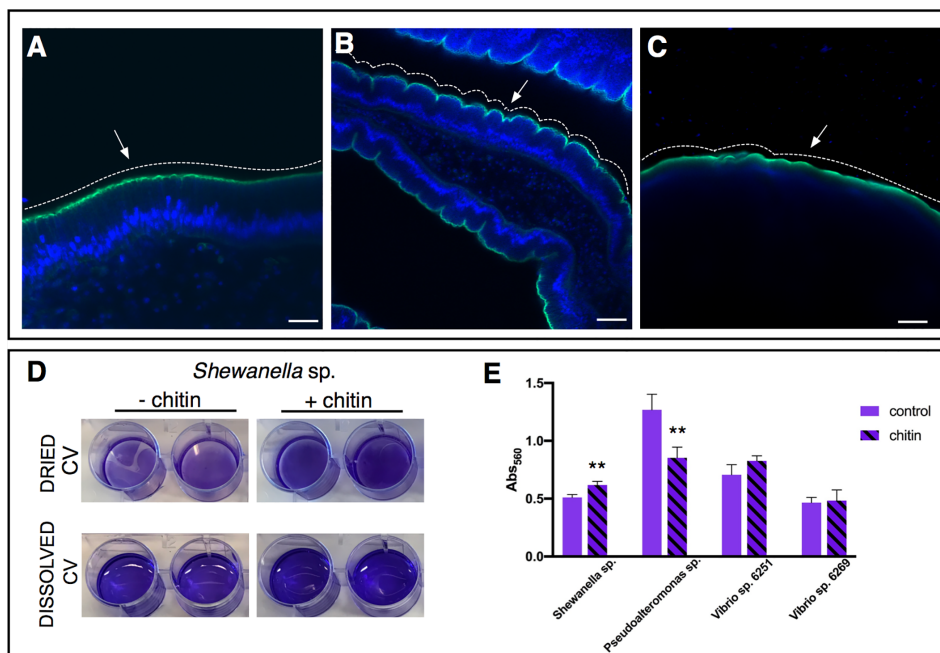 A
B
C
D
Shewanella sp.
- chitin
+ chitin
DRIED
CV
DISSOLVED
CV
E
1.5
1.0
0.5
0.0
Abs560
**
**
control
chitin
Shewanella sp.
Pseudoalteromonas sp.
Vibrio sp. 6251
Vibrio sp. 6269